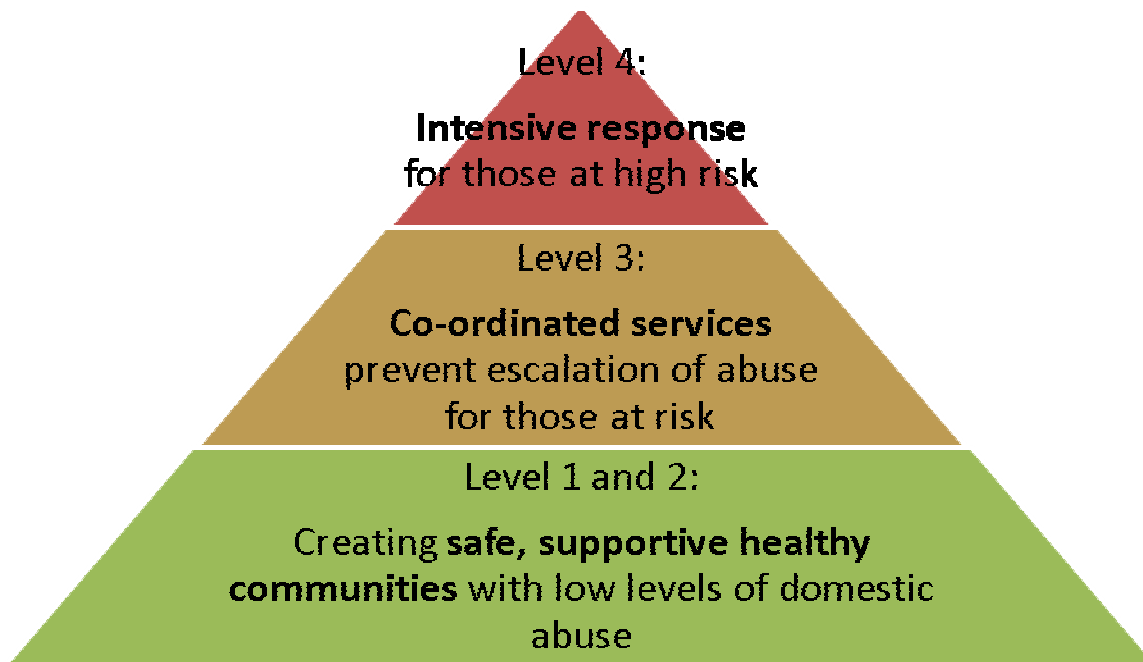 Level 4:
Intensive response
for those at high risk
Level 3:
Co-ordinated services
prevent escalation of abuse
for those at risk
Level 1 and 2:
Creating safe, supportive healthy
communities with low levels of domestic
abuse